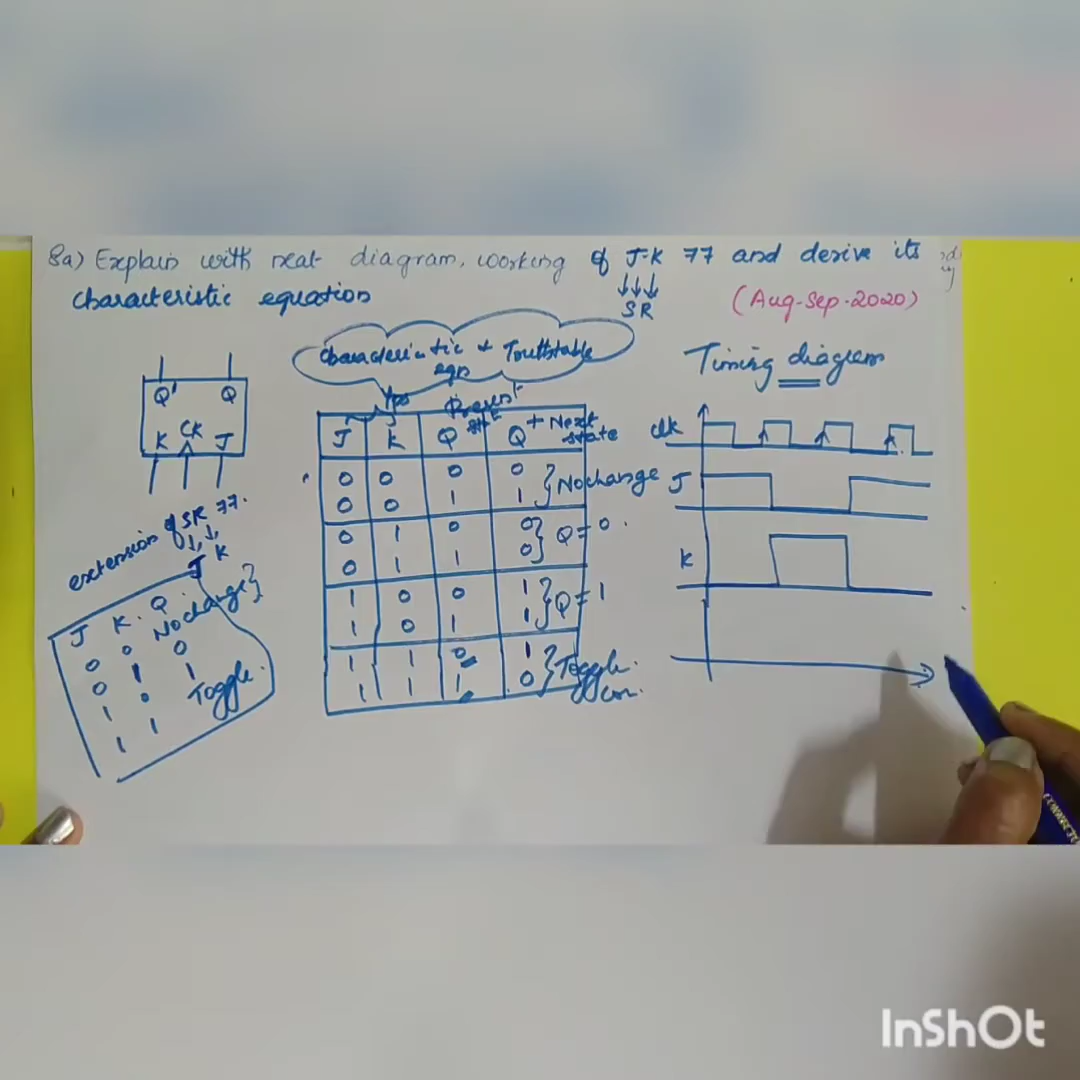 8a) Explain with neat diagram, working of J-K FF and derive its
characteristic equation
↓↓↓
SR
(Aug-Sep-2020)
Q' Q
K CK J
extension of SR FF.
↓ ↓
J K
J K Q
0 0 No change }
0 1 0
1 0 1
1 1 Toggle.
Characteristic + Truthtable
eqn
Present
J K Q Q+ Next
state
0 0 0 0
0 0 1 1 } No change
0 1 0 0
0 1 1 0 } Q = 0.
1 0 0 1
1 0 1 1 } Q = 1
1 1 0 1
1 1 1 0 } Toggle.
con.
Timing diagram
clk
J
K
InShOt